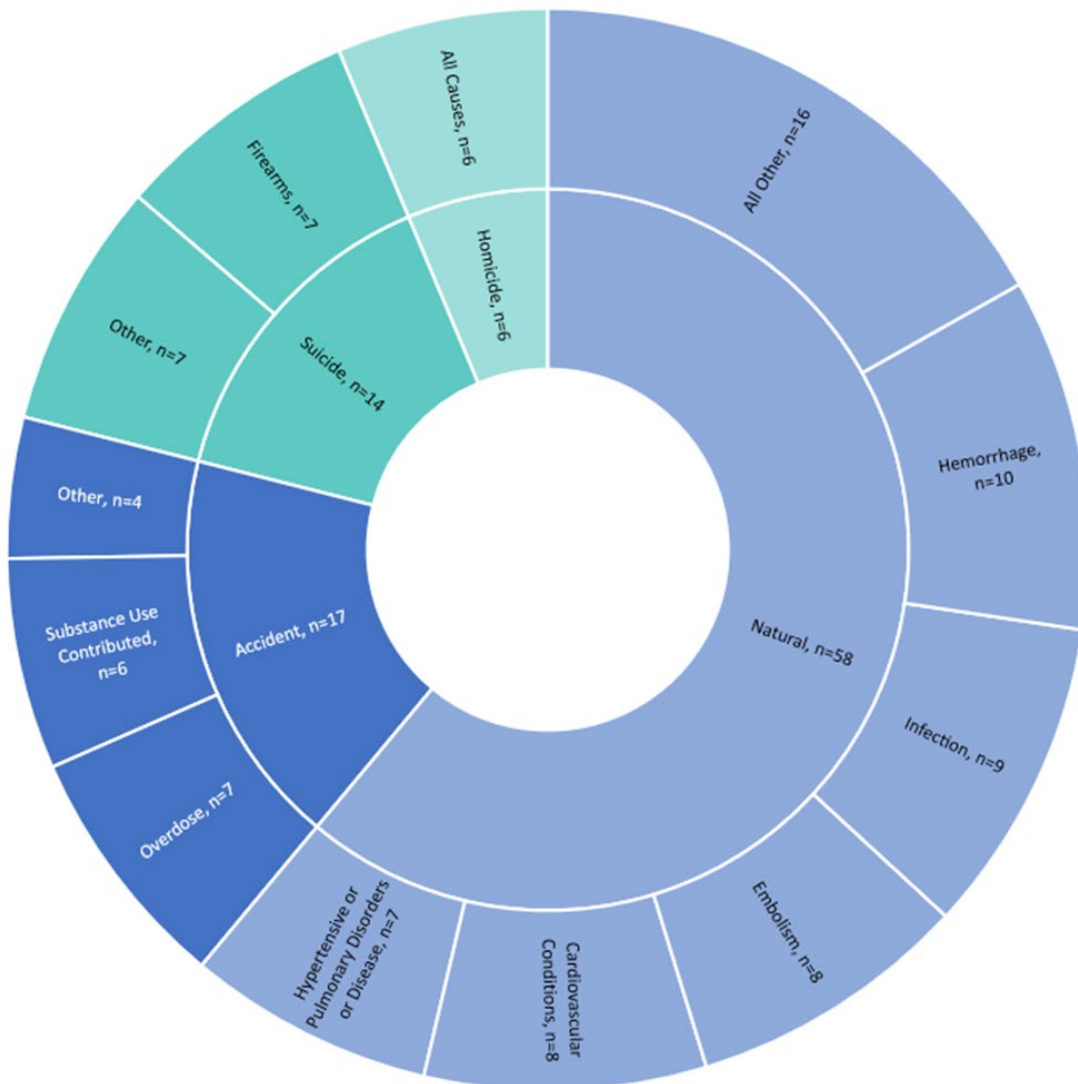 All Causes, n=6
All Other, n=16
Firearms, n=7
Homicide, n=6
Other, n=7
Suicide, n=14
Hemorrhage,
n=10
Other, n=4
Substance Use
Contributed,
n=6
Accident, n=17
Natural, n=58
Infection, n=9
Overdose, n=7
Hypertensive or
Pulmonary Disorders
or Disease, n=7
Cardiovascular
Conditions, n=8
Embolism, n=8